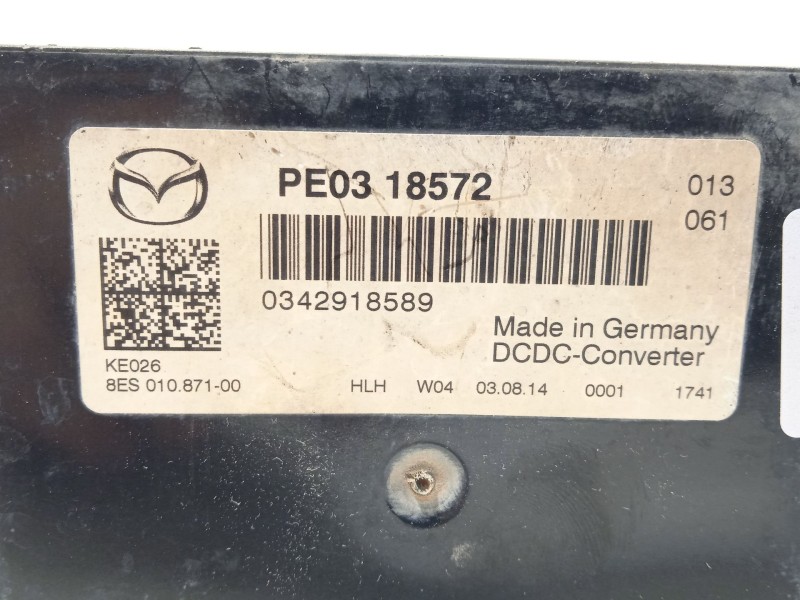 PE03 18572
013
061
0342918589
Made in Germany
DCDC-Converter
KE026
8ES 010.871-00 HLH W04 03.08.14 0001 1741